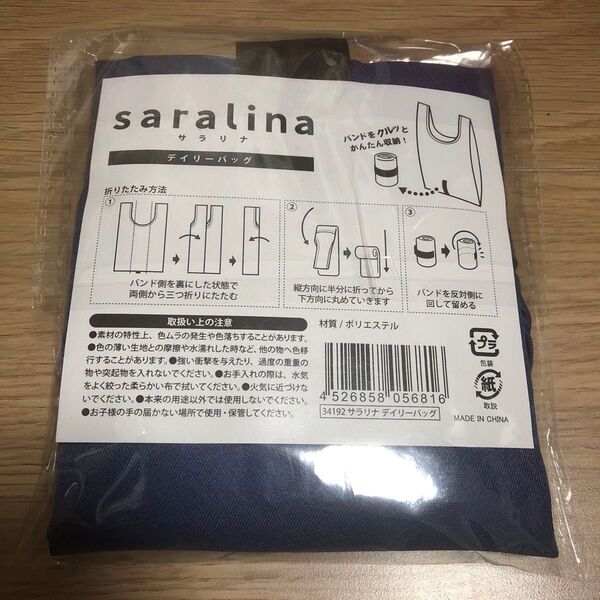 saralina
サラリナ
デイリーバッグ
バンドをクルッと
かんたん収納！
折りたたみ方法
①
バンド側を裏にした状態で
両側から三つ折りにたたむ
②
縦方向に半分に折ってから
下方向に丸めていきます
③
バンドを反対側に
回して留める
取扱い上の注意
●素材の特性上、色ムラの発生や色落ちすることがあります。
●色の薄い生地との摩擦や水濡れした時など、他の物へ色移
行することがあります。●強い衝撃を与えたり、過度の重量の
物や突起物を入れないでください。●お手入れの際は、水気
をよく絞った柔らかい布で拭いてください。●火気に近づけな
いでください。●本来の用途以外では使用しないでください。
●お子様の手の届かない場所で使用・保管してください。
材質 / ポリエステル
4 526858 056816
34192 サラリナ デイリーバッグ
プラ
包装
紙
取説
MADE IN CHINA